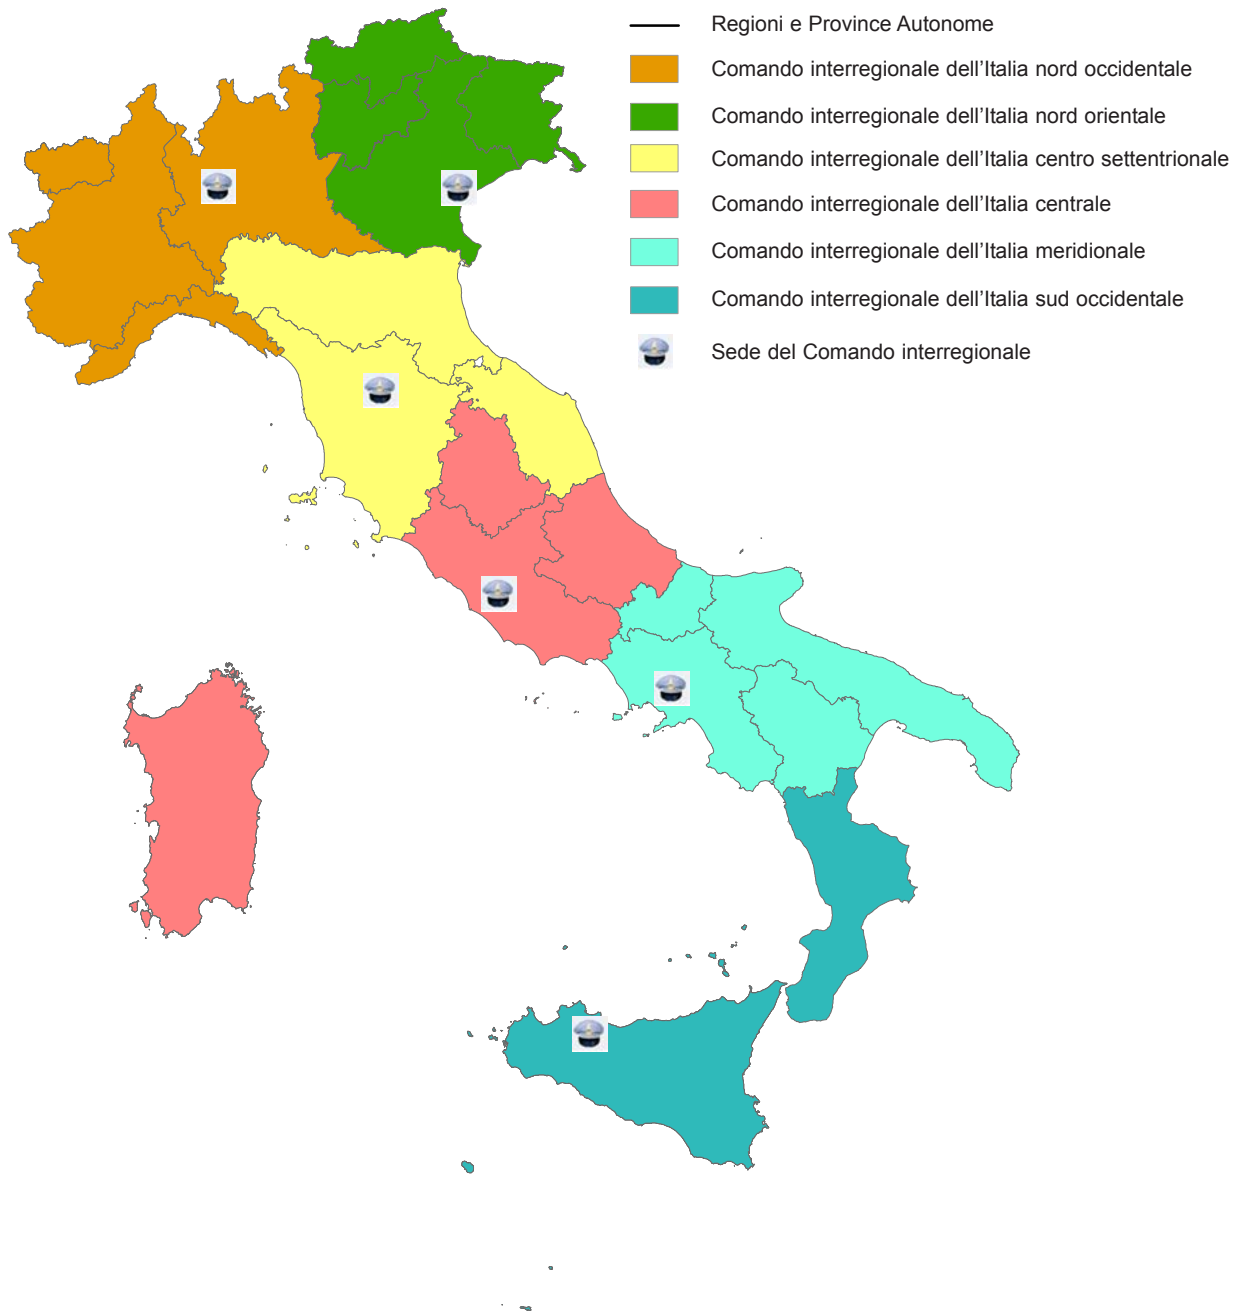 Regioni e Province Autonome
Comando interregionale dell'Italia nord occidentale
Comando interregionale dell'Italia nord orientale
Comando interregionale dell'Italia centro settentrionale
Comando interregionale dell'Italia centrale
Comando interregionale dell'Italia meridionale
Comando interregionale dell'Italia sud occidentale
Sede del Comando interregionale